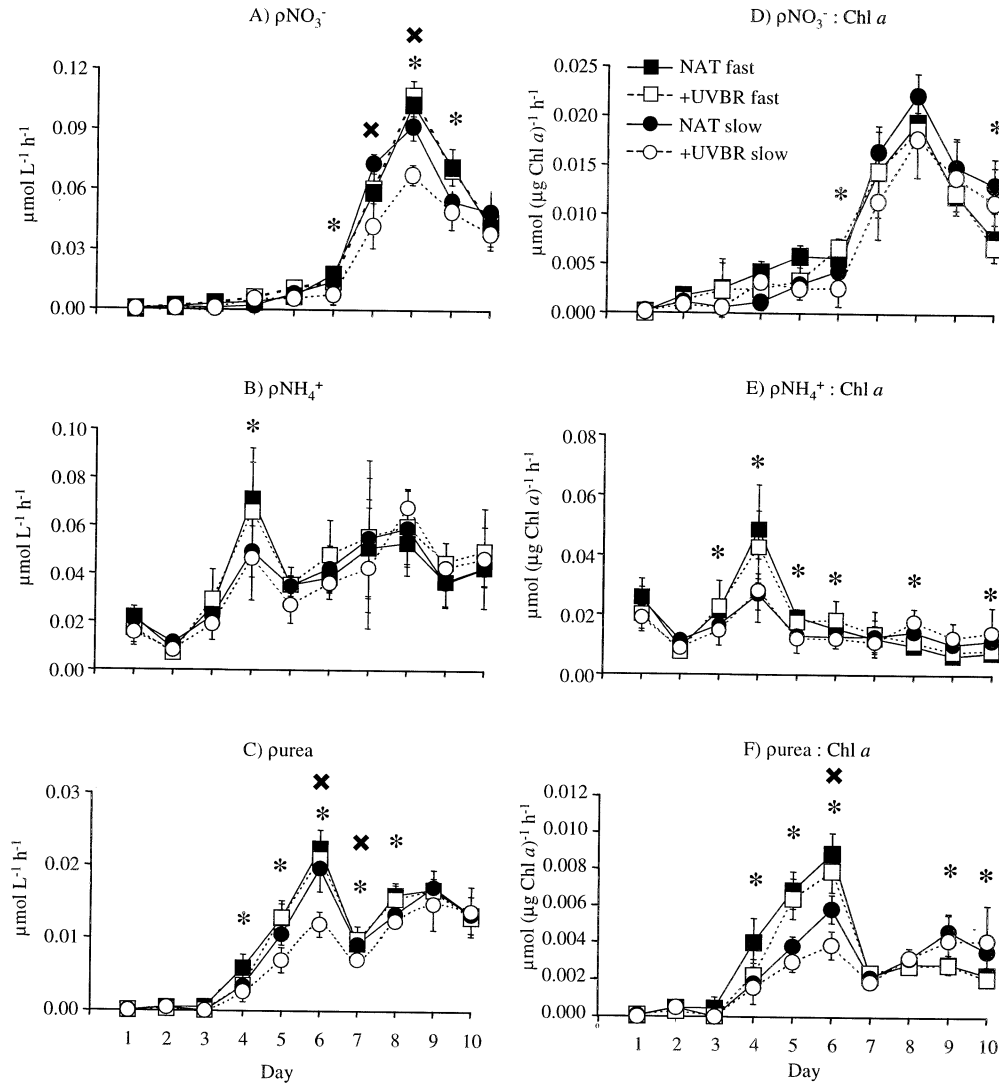 A) ρNO₃⁻
0.12
0.09
0.06
0.03
0.00
µmol L⁻¹ h⁻¹
D) ρNO₃⁻ : Chl a
0.025
0.020
0.015
0.010
0.005
0.000
µmol (µg Chl a)⁻¹ h⁻¹
NAT fast
+UVBR fast
NAT slow
+UVBR slow
B) ρNH₄⁺
0.10
0.08
0.06
0.04
0.02
0.00
µmol L⁻¹ h⁻¹
E) ρNH₄⁺ : Chl a
0.08
0.06
0.04
0.02
0.00
µmol (µg Chl a)⁻¹ h⁻¹
C) ρurea
0.03
0.02
0.01
0.00
µmol L⁻¹ h⁻¹
1 2 3 4 5 6 7 8 9 10
Day
F) ρurea : Chl a
0.012
0.010
0.008
0.006
0.004
0.002
0.000
µmol (µg Chl a)⁻¹ h⁻¹
1 2 3 4 5 6 7 8 9 10
Day